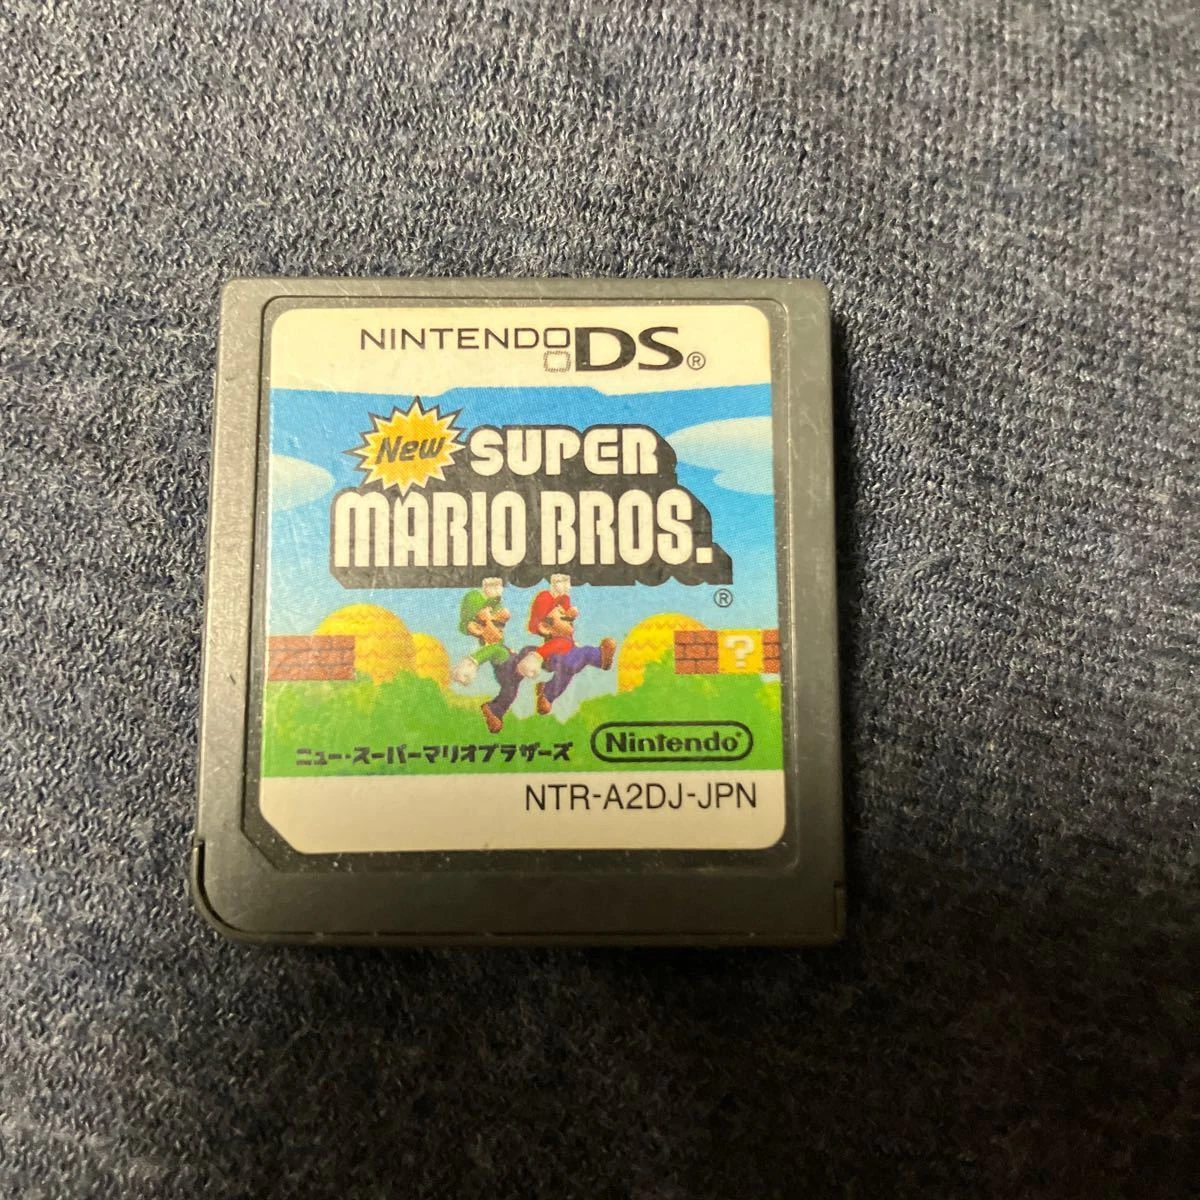 NINTENDO DS®
New SUPER
MARIO BROS.
®
?
ニュー・スーパーマリオブラザーズ
Nintendo®
NTR-A2DJ-JPN